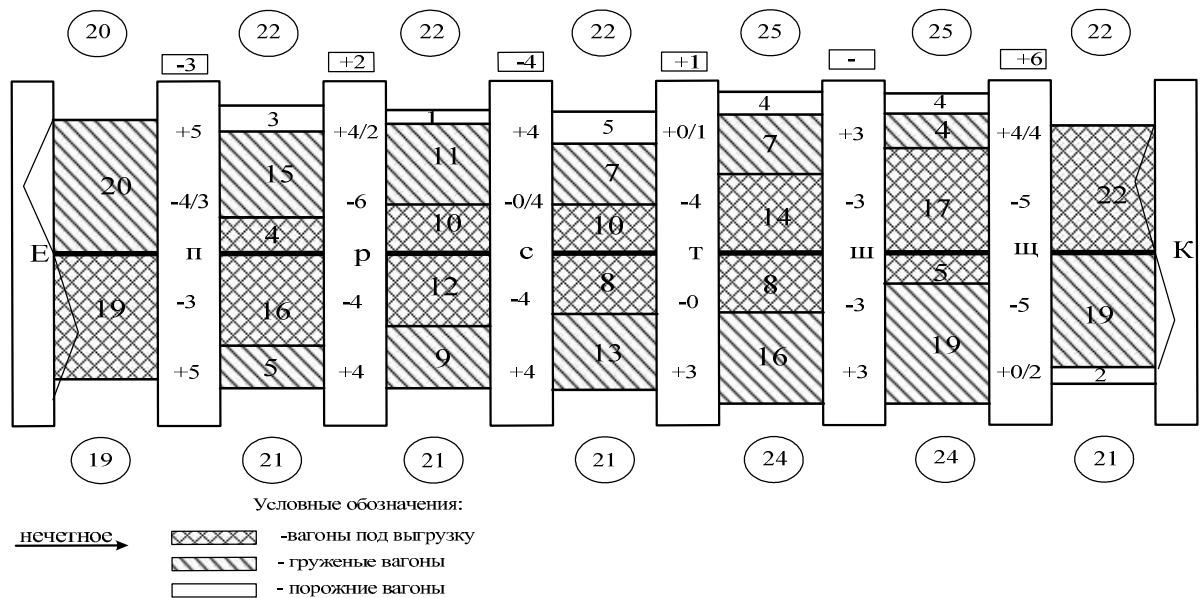 20 22 22 22 25 25 22
-3 +2 -4 +1 - +6
3 1 5 4 4
+5 +4/2 +4 +0/1 +3 +4/4
20 15 11 7 7 4 22
-4/3 -6 -0/4 -4 -3 -5
4 10 10 14 17
Е п р с т ш щ К
19 16 12 8 8 5 19
-3 -4 -4 -0 -3 -5
5 9 13 16 19 2
+5 +4 +4 +3 +3 +0/2
19 21 21 21 24 24 21
Условные обозначения:
нечетное
-вагоны под выгрузку
- груженые вагоны
- порожние вагоны